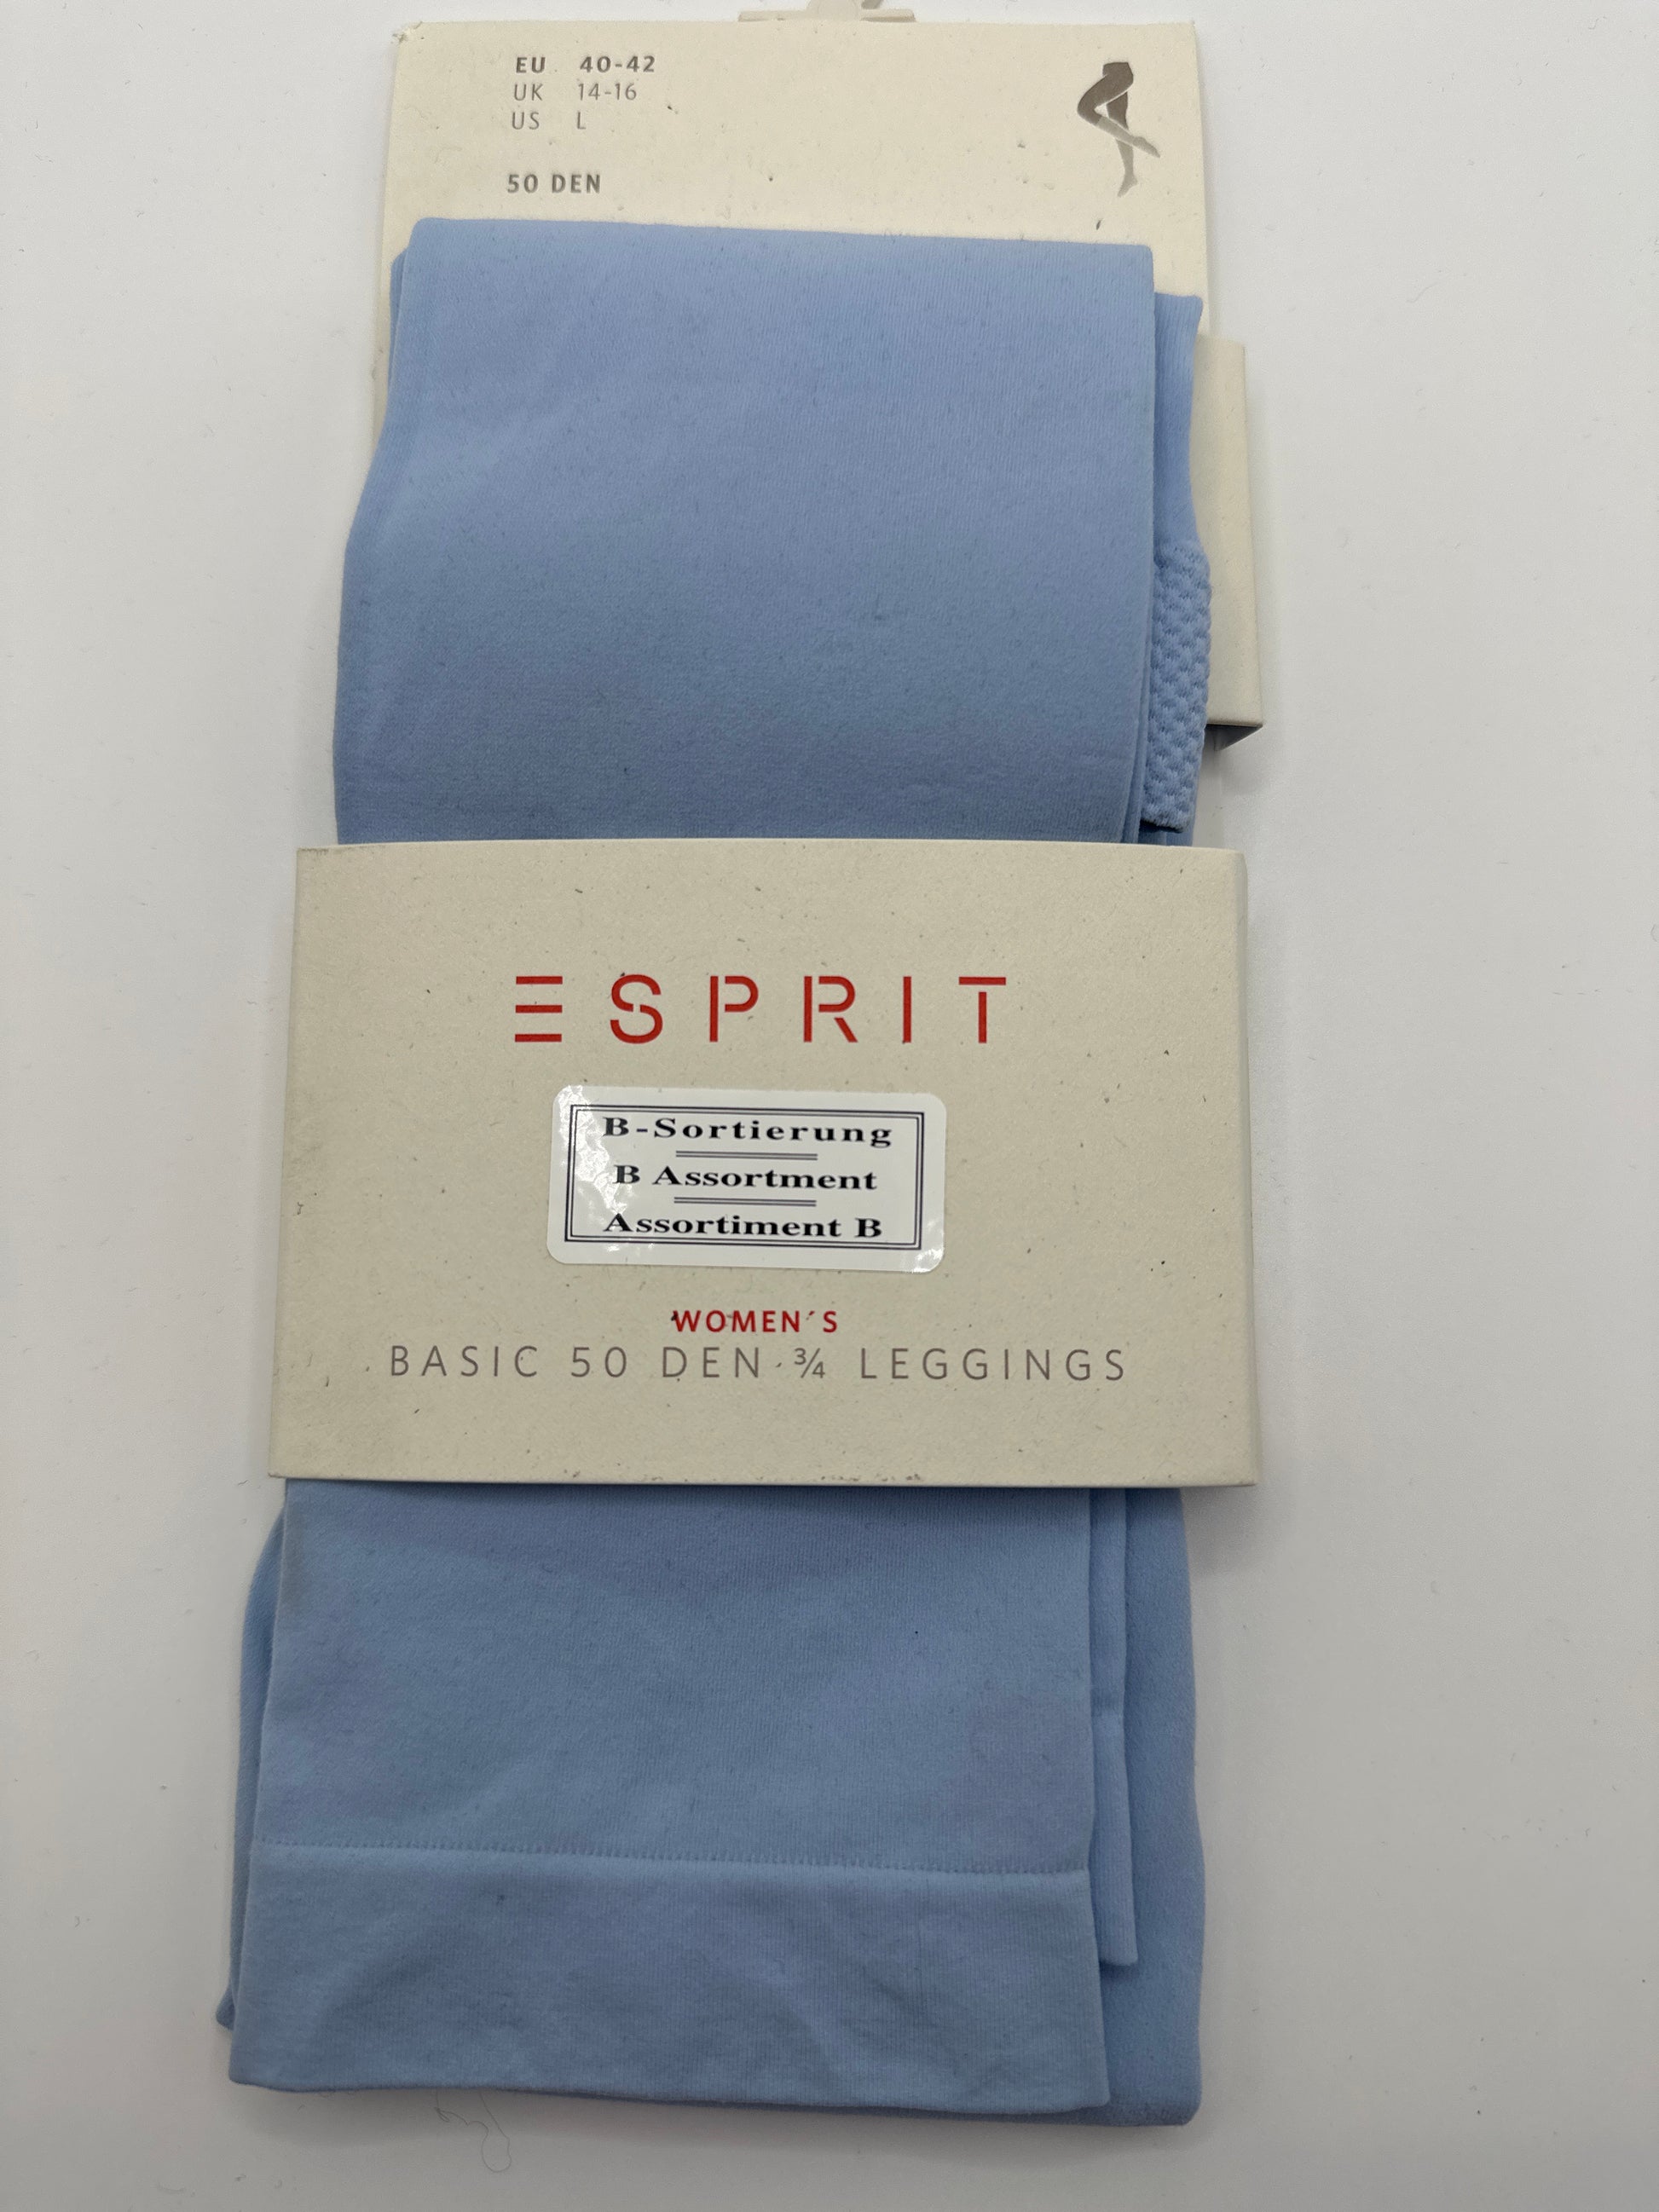 EU 40-42
UK 14-16
US L
50 DEN
ESPRIT
B-Sortierung
B Assortment
Assortiment B
WOMEN´S
BASIC 50 DEN ¾ LEGGINGS